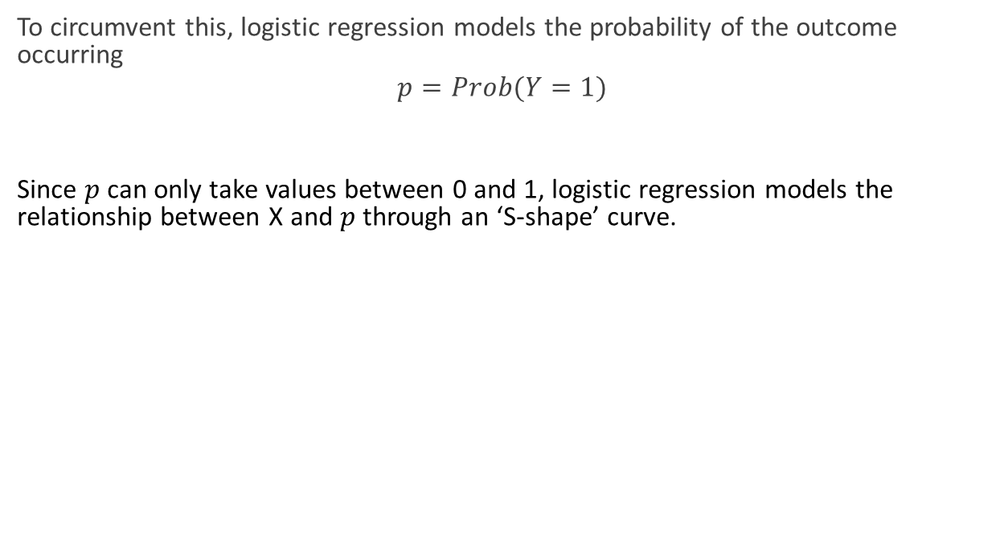 To circumvent this, logistic regression models the probability of the outcome
occurring
p = Prob(Y = 1)
Since p can only take values between 0 and 1, logistic regression models the
relationship between X and p through an ‘S-shape’ curve.